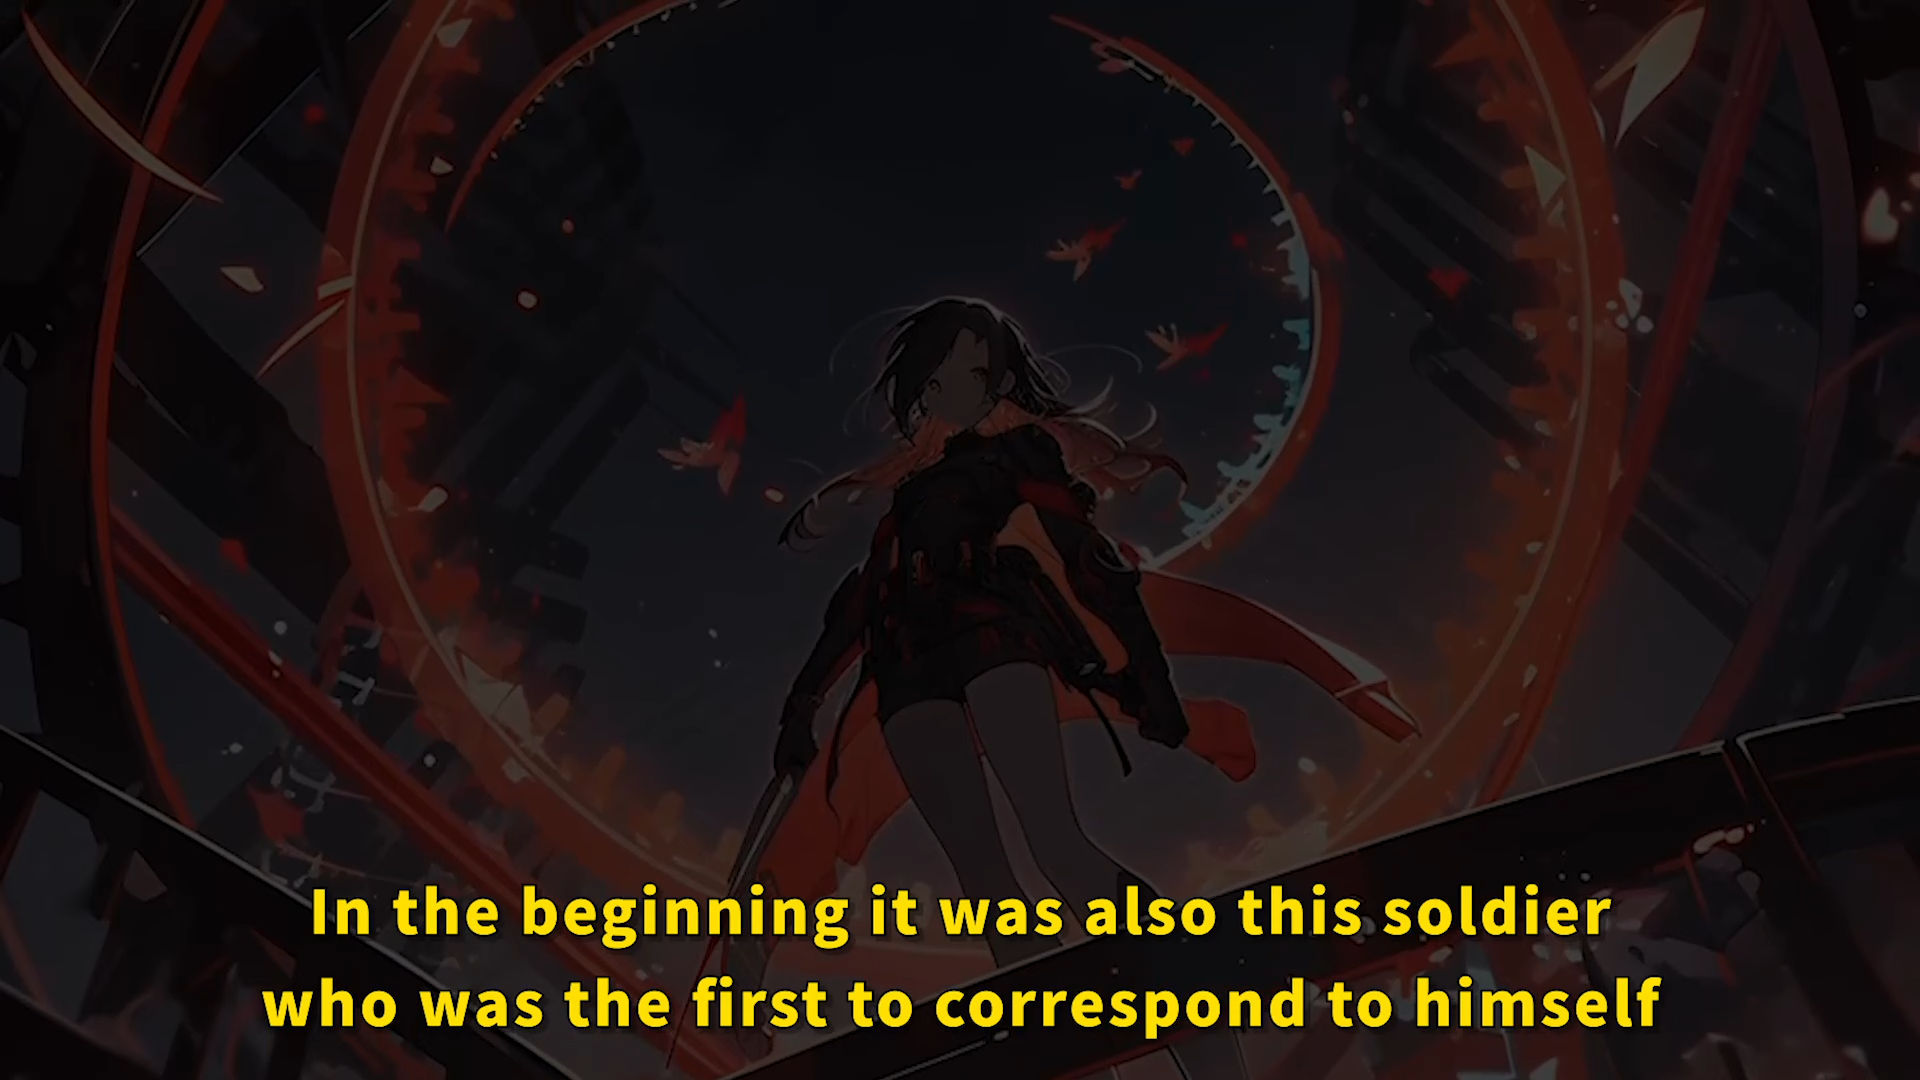 In the beginning it was also this soldier
who was the first to correspond to himself